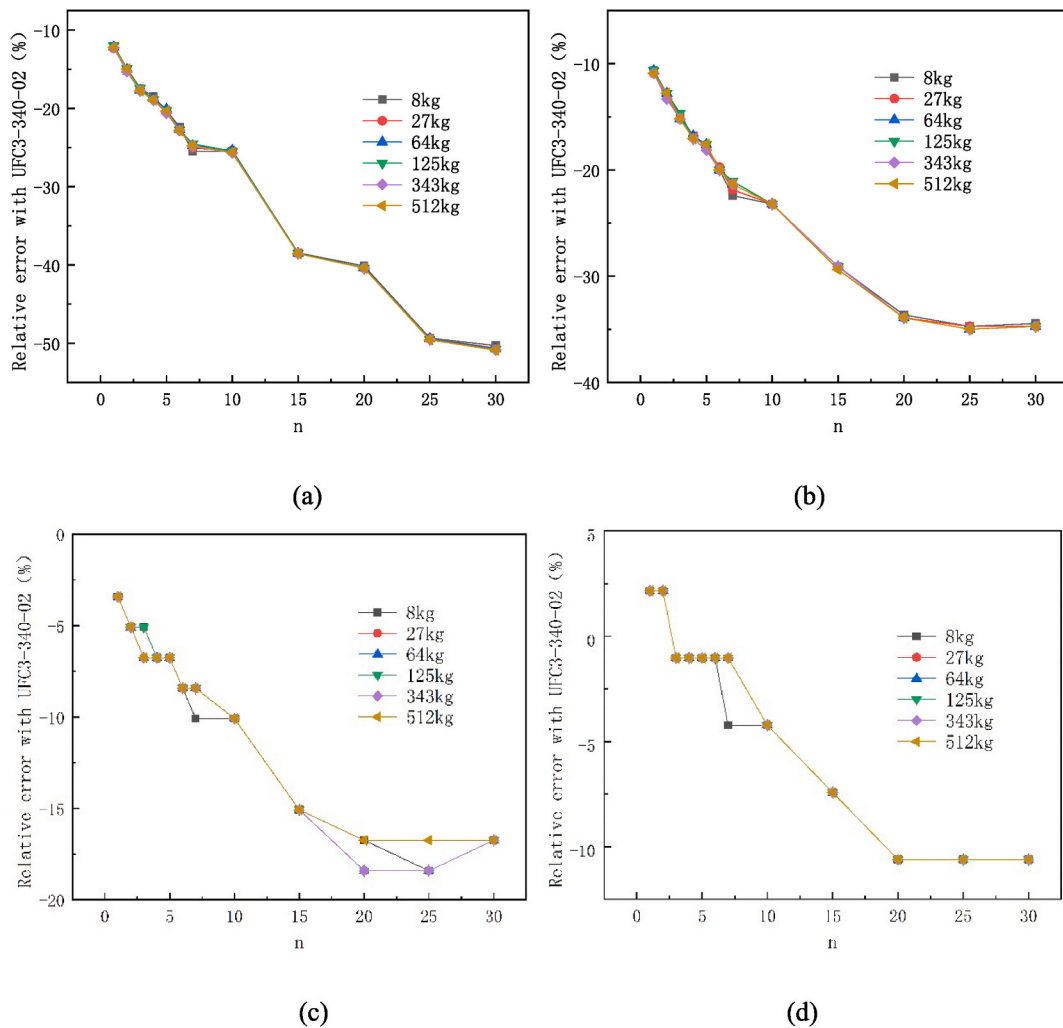 Relative error with UFC3-340-02 (%)
-10
-20
-30
-40
-50
0 5 10 15 20 25 30
n
8kg
27kg
64kg
125kg
343kg
512kg
(a)
Relative error with UFC3-340-02 (%)
-10
-20
-30
-40
0 5 10 15 20 25 30
n
8kg
27kg
64kg
125kg
343kg
512kg
(b)
Relative error with UFC3-340-02 (%)
0
-5
-10
-15
-20
0 5 10 15 20 25 30
n
8kg
27kg
64kg
125kg
343kg
512kg
(c)
Relative error with UFC3-340-02 (%)
5
0
-5
-10
0 5 10 15 20 25 30
n
8kg
27kg
64kg
125kg
343kg
512kg
(d)